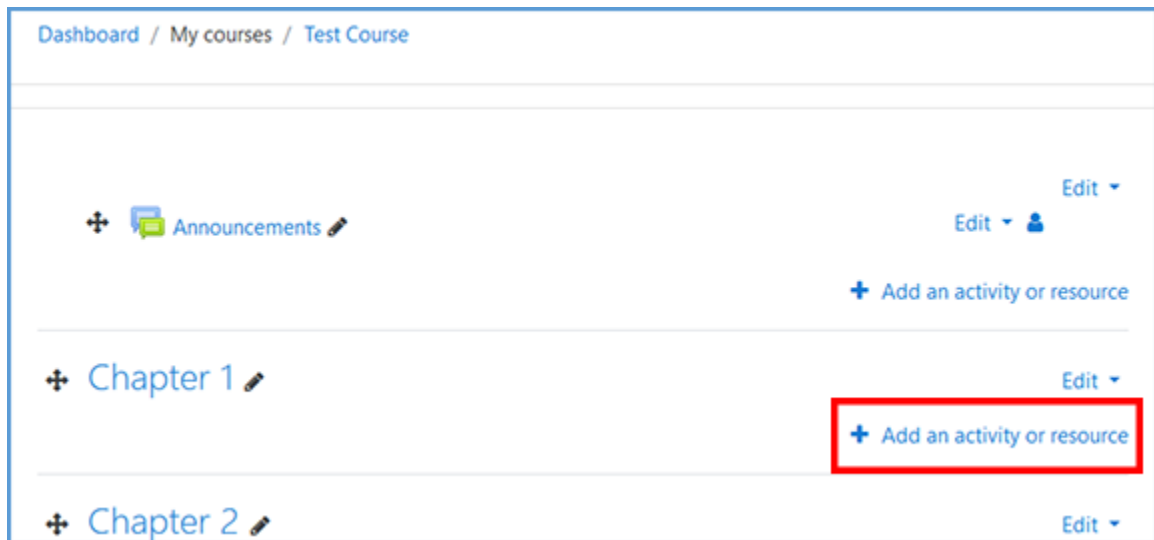 Dashboard / My courses / Test Course
Edit
Announcements Edit
+ Add an activity or resource
Chapter 1 Edit
+ Add an activity or resource
Chapter 2 Edit